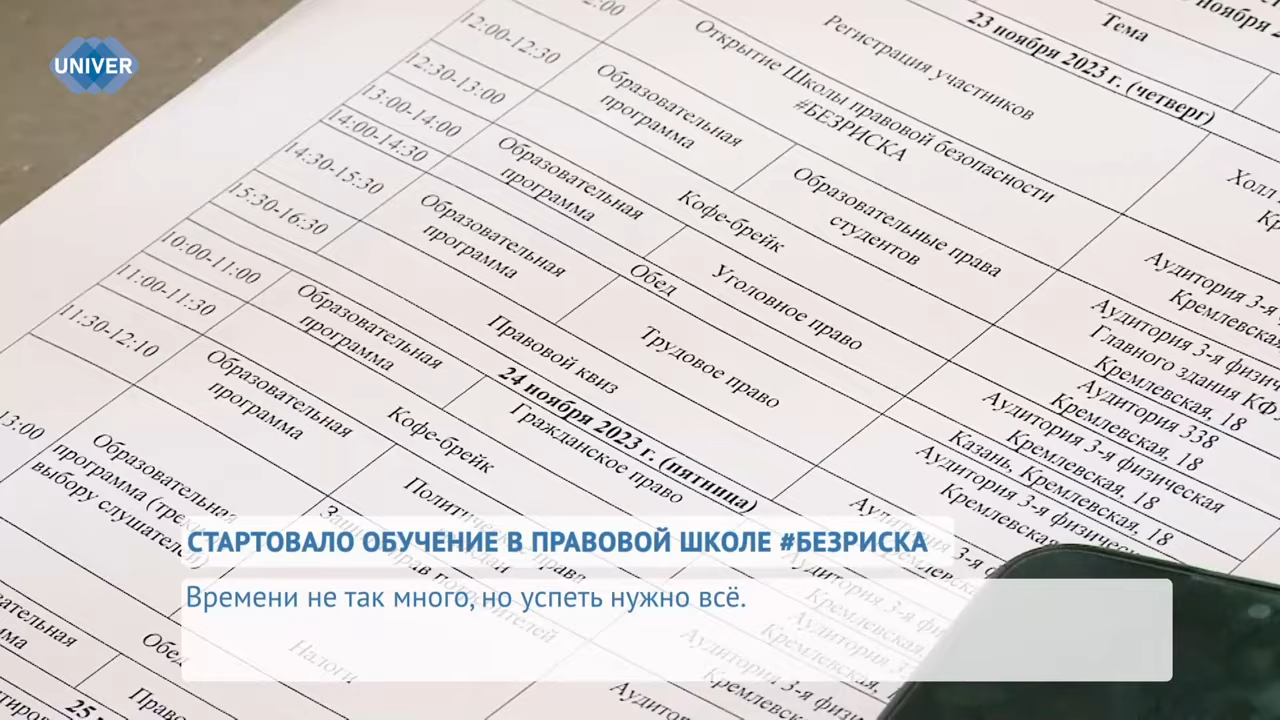 UNIVER
ноября 2
Тема
23 ноября 2023 г. (четверг)
2:00
Регистрация участников
Холл
12:00-12:30
Открытие Школы правовой безопасности
#БЕЗРИСКА
12:30-13:00
Образовательная
программа
Образовательные права
студентов
Аудитория 3-я
Кремлевская
13:00-14:00
Кофе-брейк
14:00-14:30
Образовательная
программа
Уголовное право
Аудитория 3-я физич
Главного здания КФУ
Кремлевская, 18
14:30-15:30
Обед
Аудитория 338
Кремлевская, 18
15:30-16:30
Образовательная
программа
Трудовое право
Аудитория 3-я физическая
Кремлевская, 18
Правовой квиз
Казань, Кремлевская, 18
24 ноября 2023 г. (пятница)
10:00-11:00
Образовательная
программа
Гражданское право
Аудитория 3-я физич
Кремлевская
11:00-11:30
Кофе-брейк
11:30-12:10
Образовательная
программа
13:00
Образовательная
выбору
Налоги
Обед
25
СТАРТОВАЛО ОБУЧЕНИЕ В ПРАВОВОЙ ШКОЛЕ #БЕЗРИСКА
Времени не так много, но успеть нужно всё.